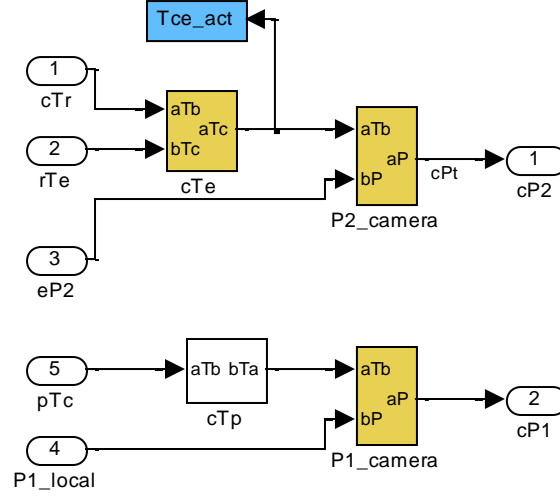 Tce_act
1
cTr
aTb
aTc
bTc
cTe
2
rTe
aTb
aP
bP
P2_camera
cPt
1
cP2
3
eP2
5
pTc
aTb bTa
cTp
aTb
aP
bP
P1_camera
2
cP1
4
P1_local